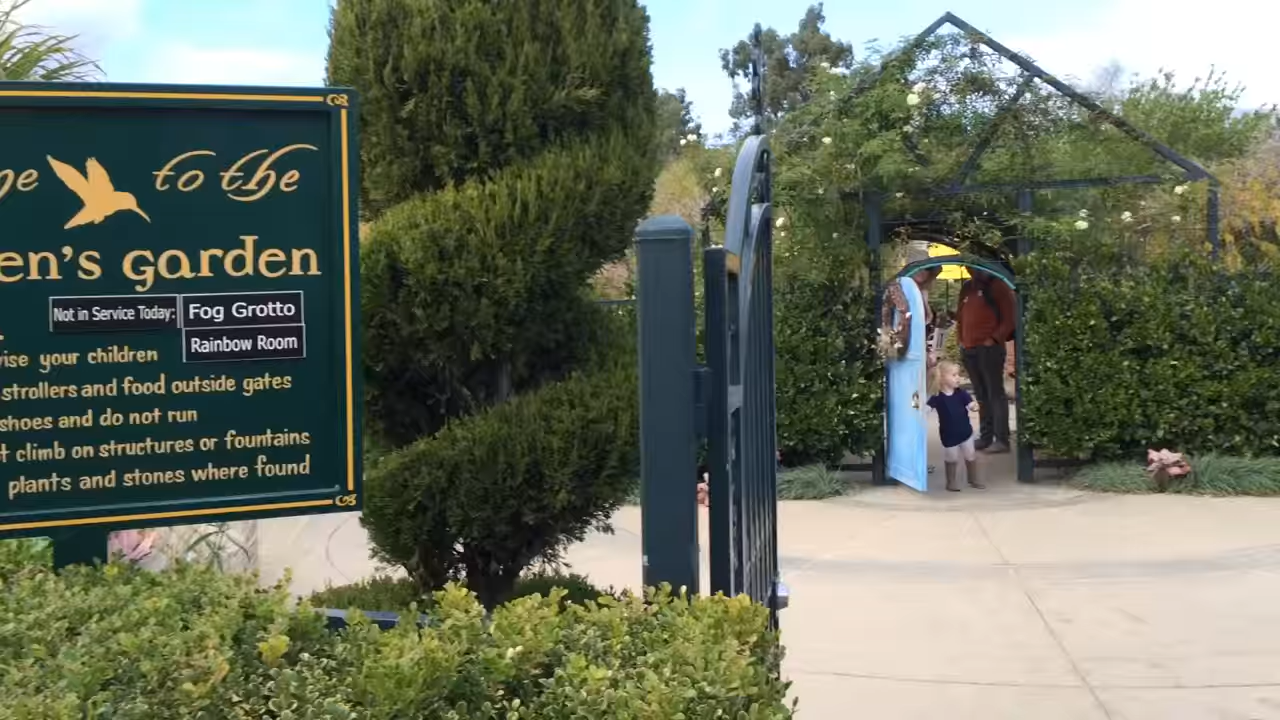 to the
en's garden
Not in Service Today: Fog Grotto
Rainbow Room
ise your children
strollers and food outside gates
shoes and do not run
t climb on structures or fountains
plants and stones where found